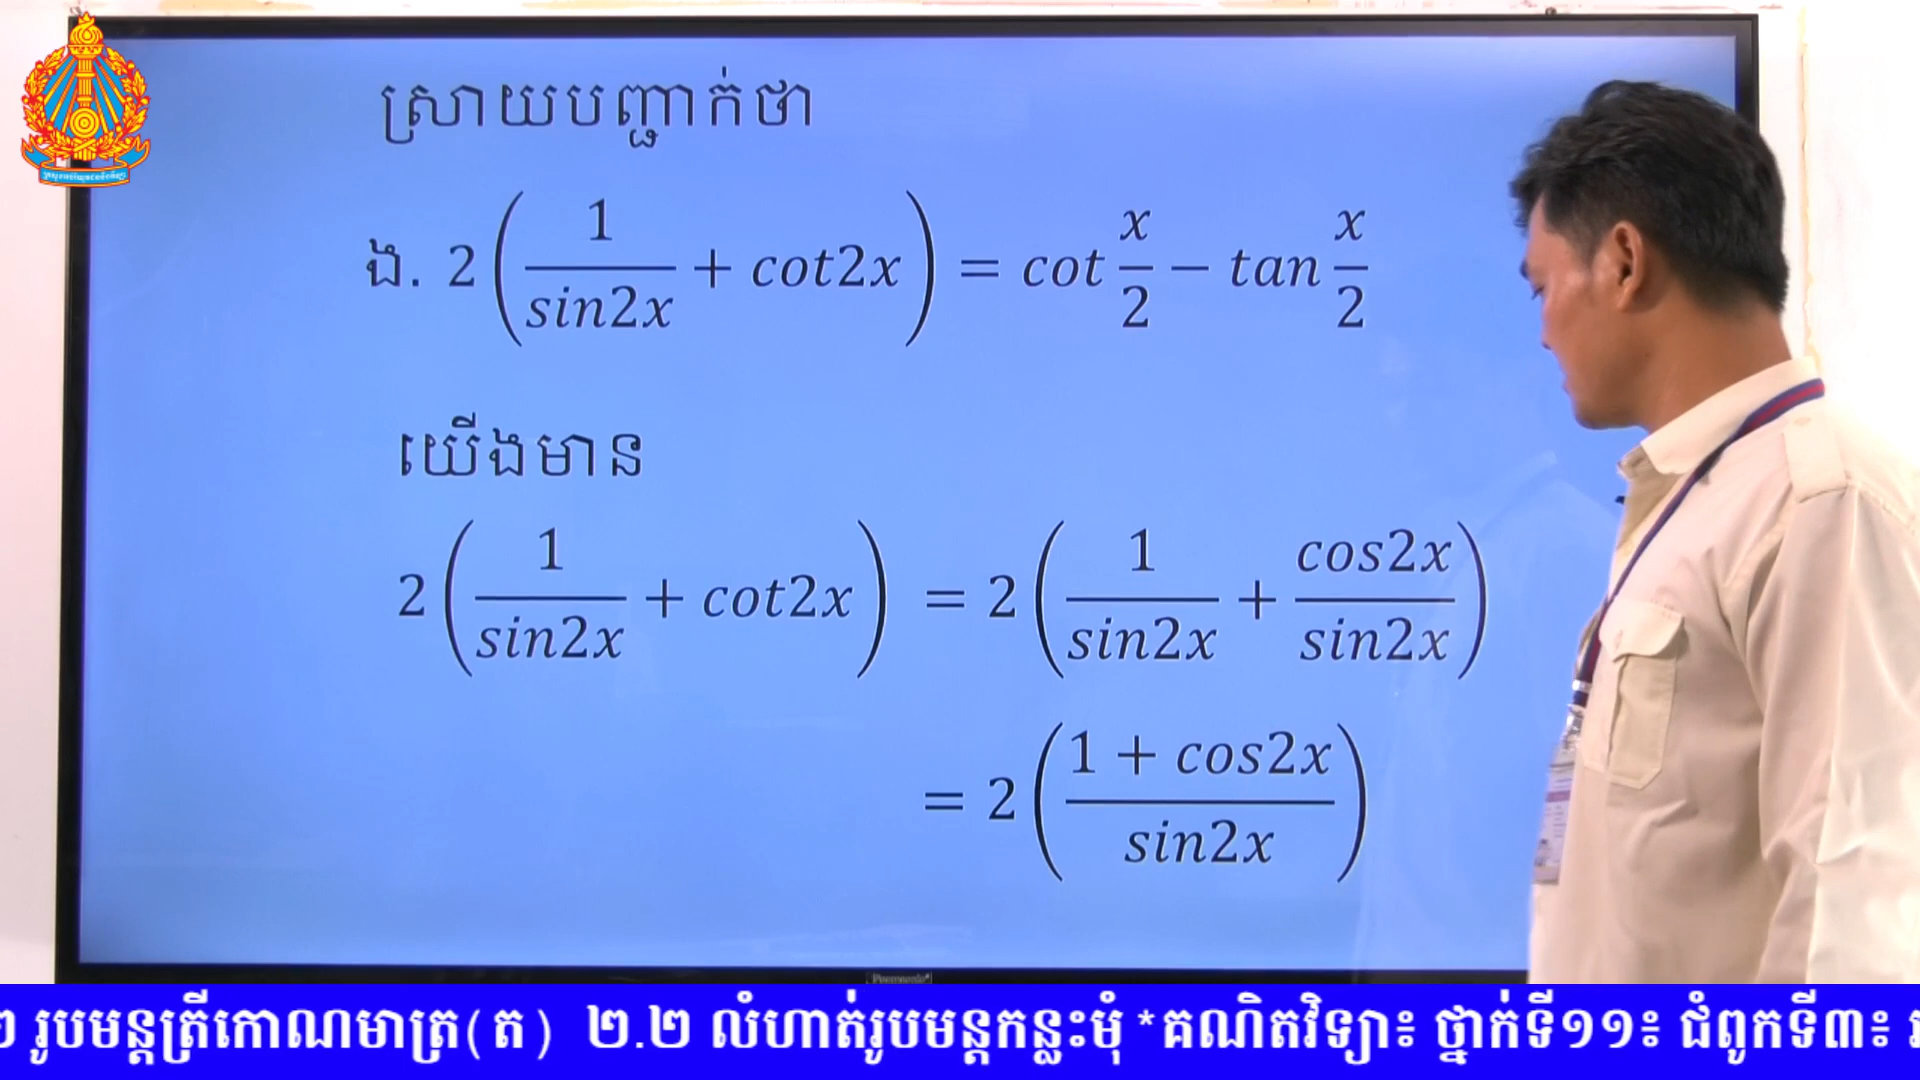 ស្រាយបញ្ជាក់ថា
ង. 2(1/sin2x + cot2x) = cot x/2 − tan x/2
យើងមាន
2(1/sin2x + cot2x) = 2(1/sin2x + cos2x/sin2x)
= 2((1 + cos2x)/sin2x)
រូបមន្តត្រីកោណមាត្រ(ត) ២.២ លំហាត់រូបមន្តកន្លះមុំ *គណិតវិទ្យា៖ ថ្នាក់ទី១១៖ ជំពូកទី៣៖